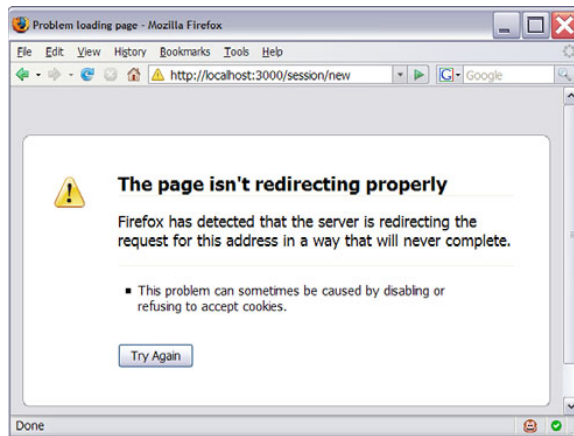 Problem loading page - Mozilla Firefox
File Edit View History Bookmarks Tools Help
http://localhost:3000/session/new
G Google
The page isn't redirecting properly
Firefox has detected that the server is redirecting the
request for this address in a way that will never complete.
This problem can sometimes be caused by disabling or
refusing to accept cookies.
Try Again
Done